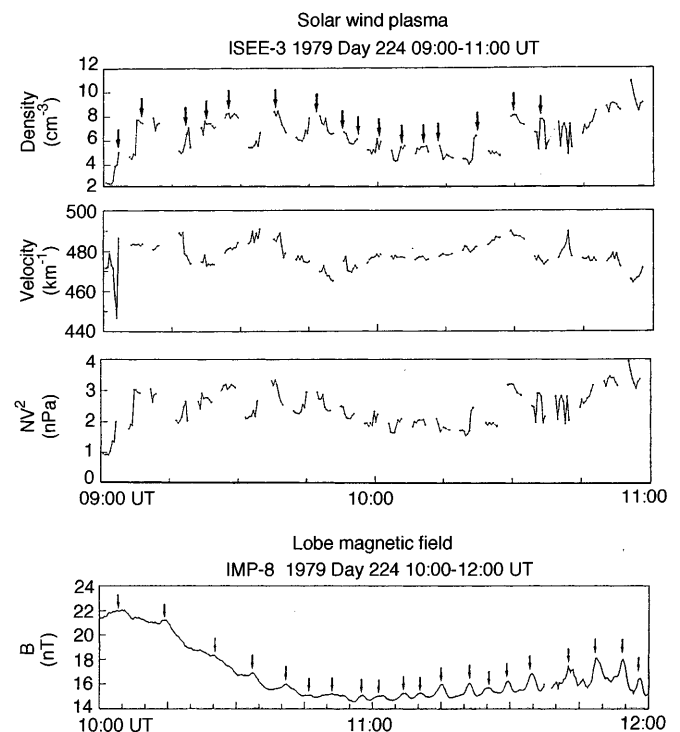 Solar wind plasma
ISEE-3 1979 Day 224 09:00-11:00 UT
Density
(cm-3)
12
10
8
6
4
2
Velocity
(km-1)
500
480
460
440
NV2
(nPa)
4
3
2
1
0
09:00 UT 10:00 11:00
Lobe magnetic field
IMP-8 1979 Day 224 10:00-12:00 UT
B
(nT)
24
22
20
18
16
14
10:00 UT 11:00 12:00